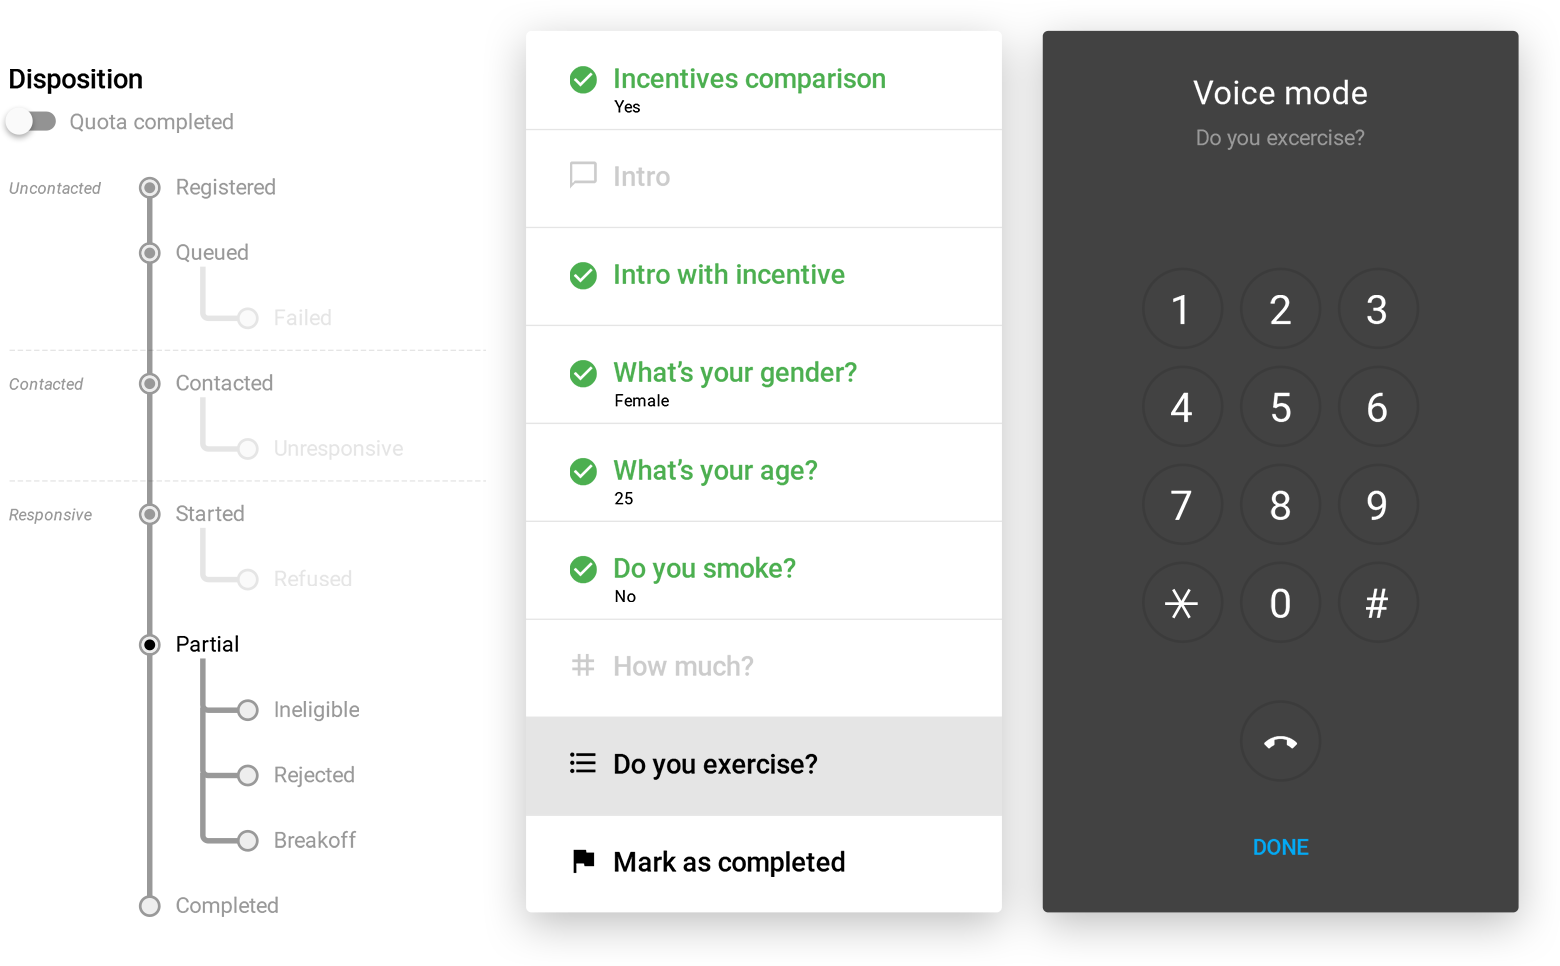 Disposition
Quota completed
Uncontacted
Registered
Queued
Failed
Contacted
Contacted
Unresponsive
Responsive
Started
Refused
Partial
Ineligible
Rejected
Breakoff
Completed
Incentives comparison
Yes
Intro
Intro with incentive
What’s your gender?
Female
What’s your age?
25
Do you smoke?
No
How much?
Do you exercise?
Mark as completed
Voice mode
Do you excercise?
1 2 3
4 5 6
7 8 9
* 0 #
DONE